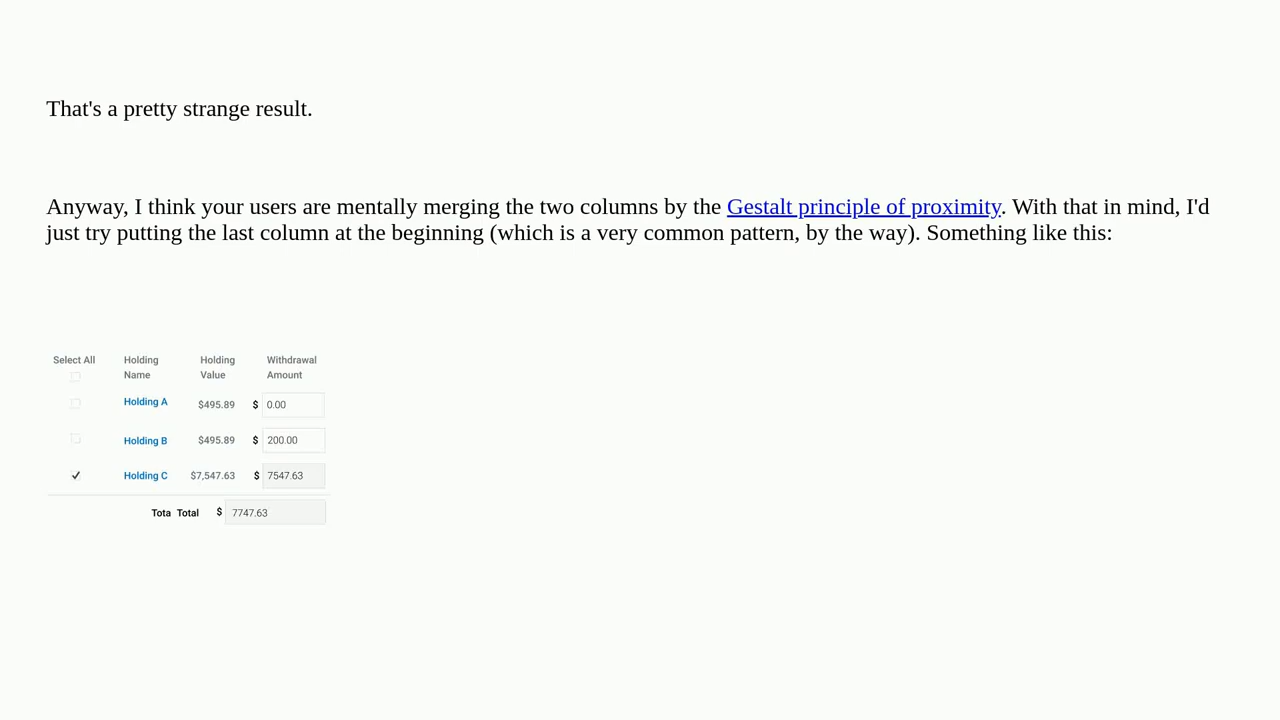 That's a pretty strange result.
Anyway, I think your users are mentally merging the two columns by the Gestalt principle of proximity. With that in mind, I'd
just try putting the last column at the beginning (which is a very common pattern, by the way). Something like this:
Select All Holding Holding Withdrawal
Name Value Amount
Holding A $495.89 $ 0.00
Holding B $495.89 $ 200.00
Holding C $7,547.63 $ 7547.63
Tota Total $ 7747.63